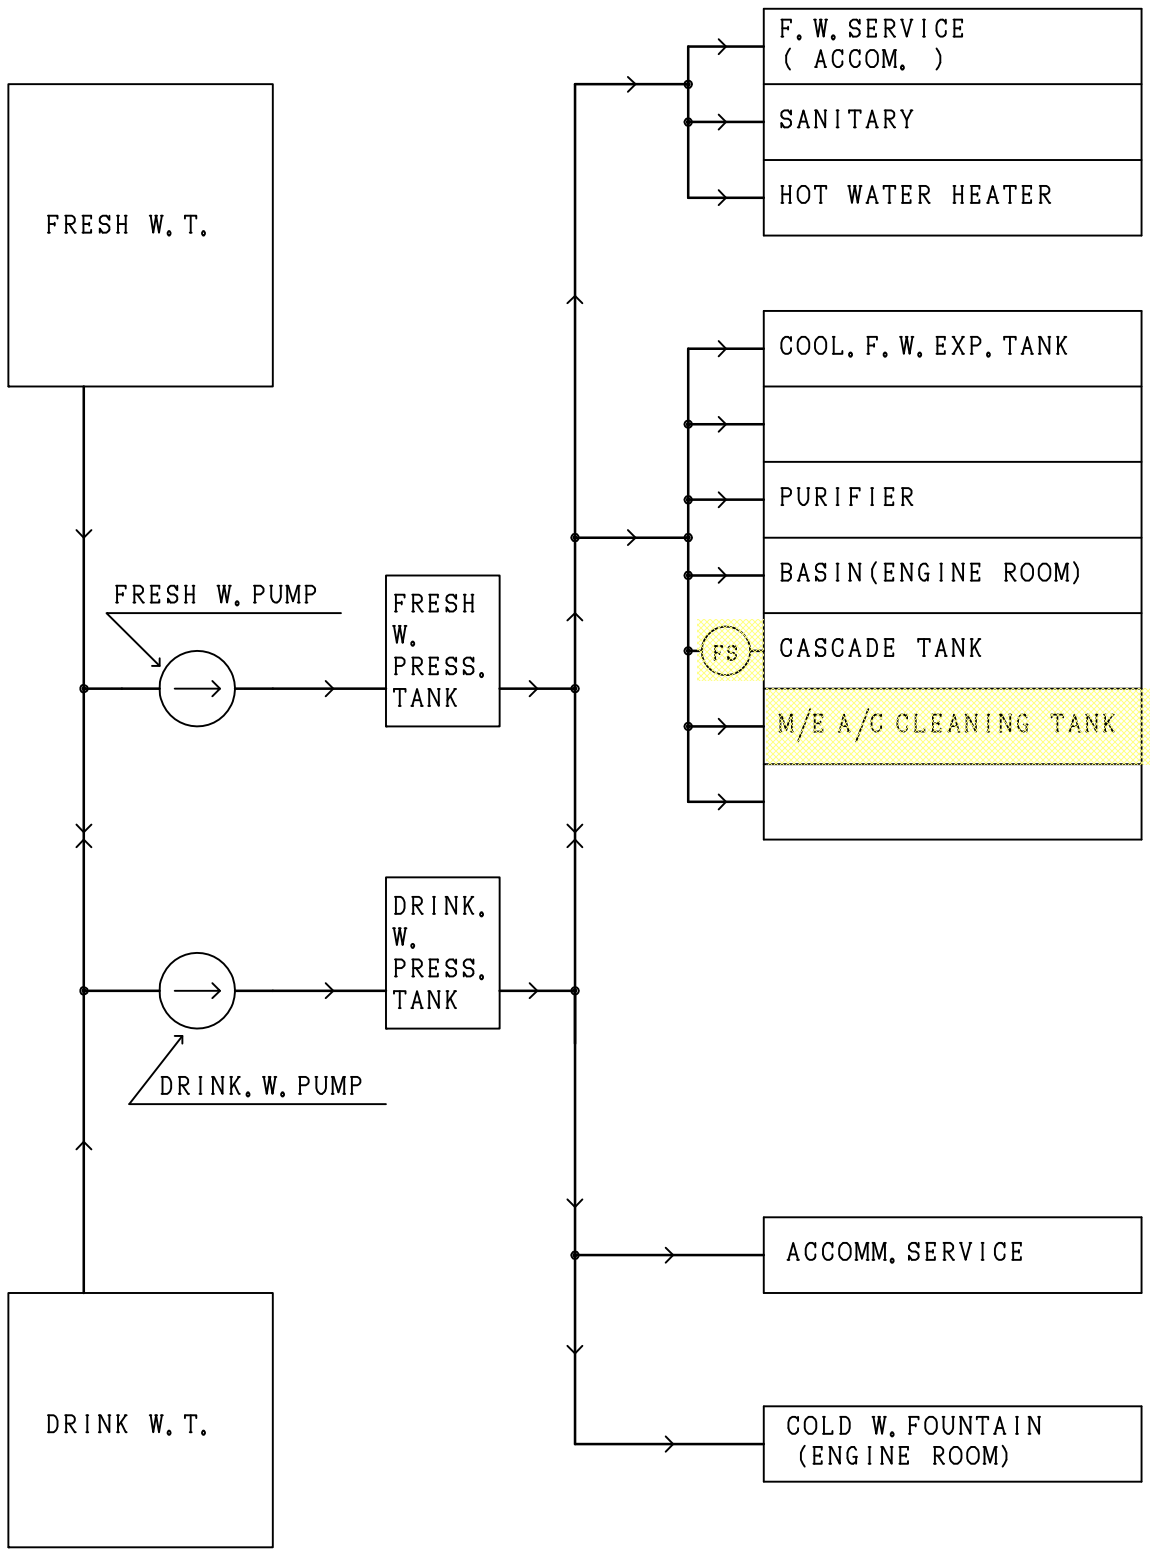 F.W.SERVICE
( ACCOM. )
SANITARY
HOT WATER HEATER
FRESH W.T.
COOL.F.W.EXP.TANK
PURIFIER
BASIN(ENGINE ROOM)
FRESH W.PUMP
FRESH
W.
PRESS.
TANK
FS
CASCADE TANK
M/E A/C CLEANING TANK
DRINK.
W.
PRESS.
TANK
DRINK.W.PUMP
ACCOMM.SERVICE
DRINK W.T.
COLD W.FOUNTAIN
(ENGINE ROOM)